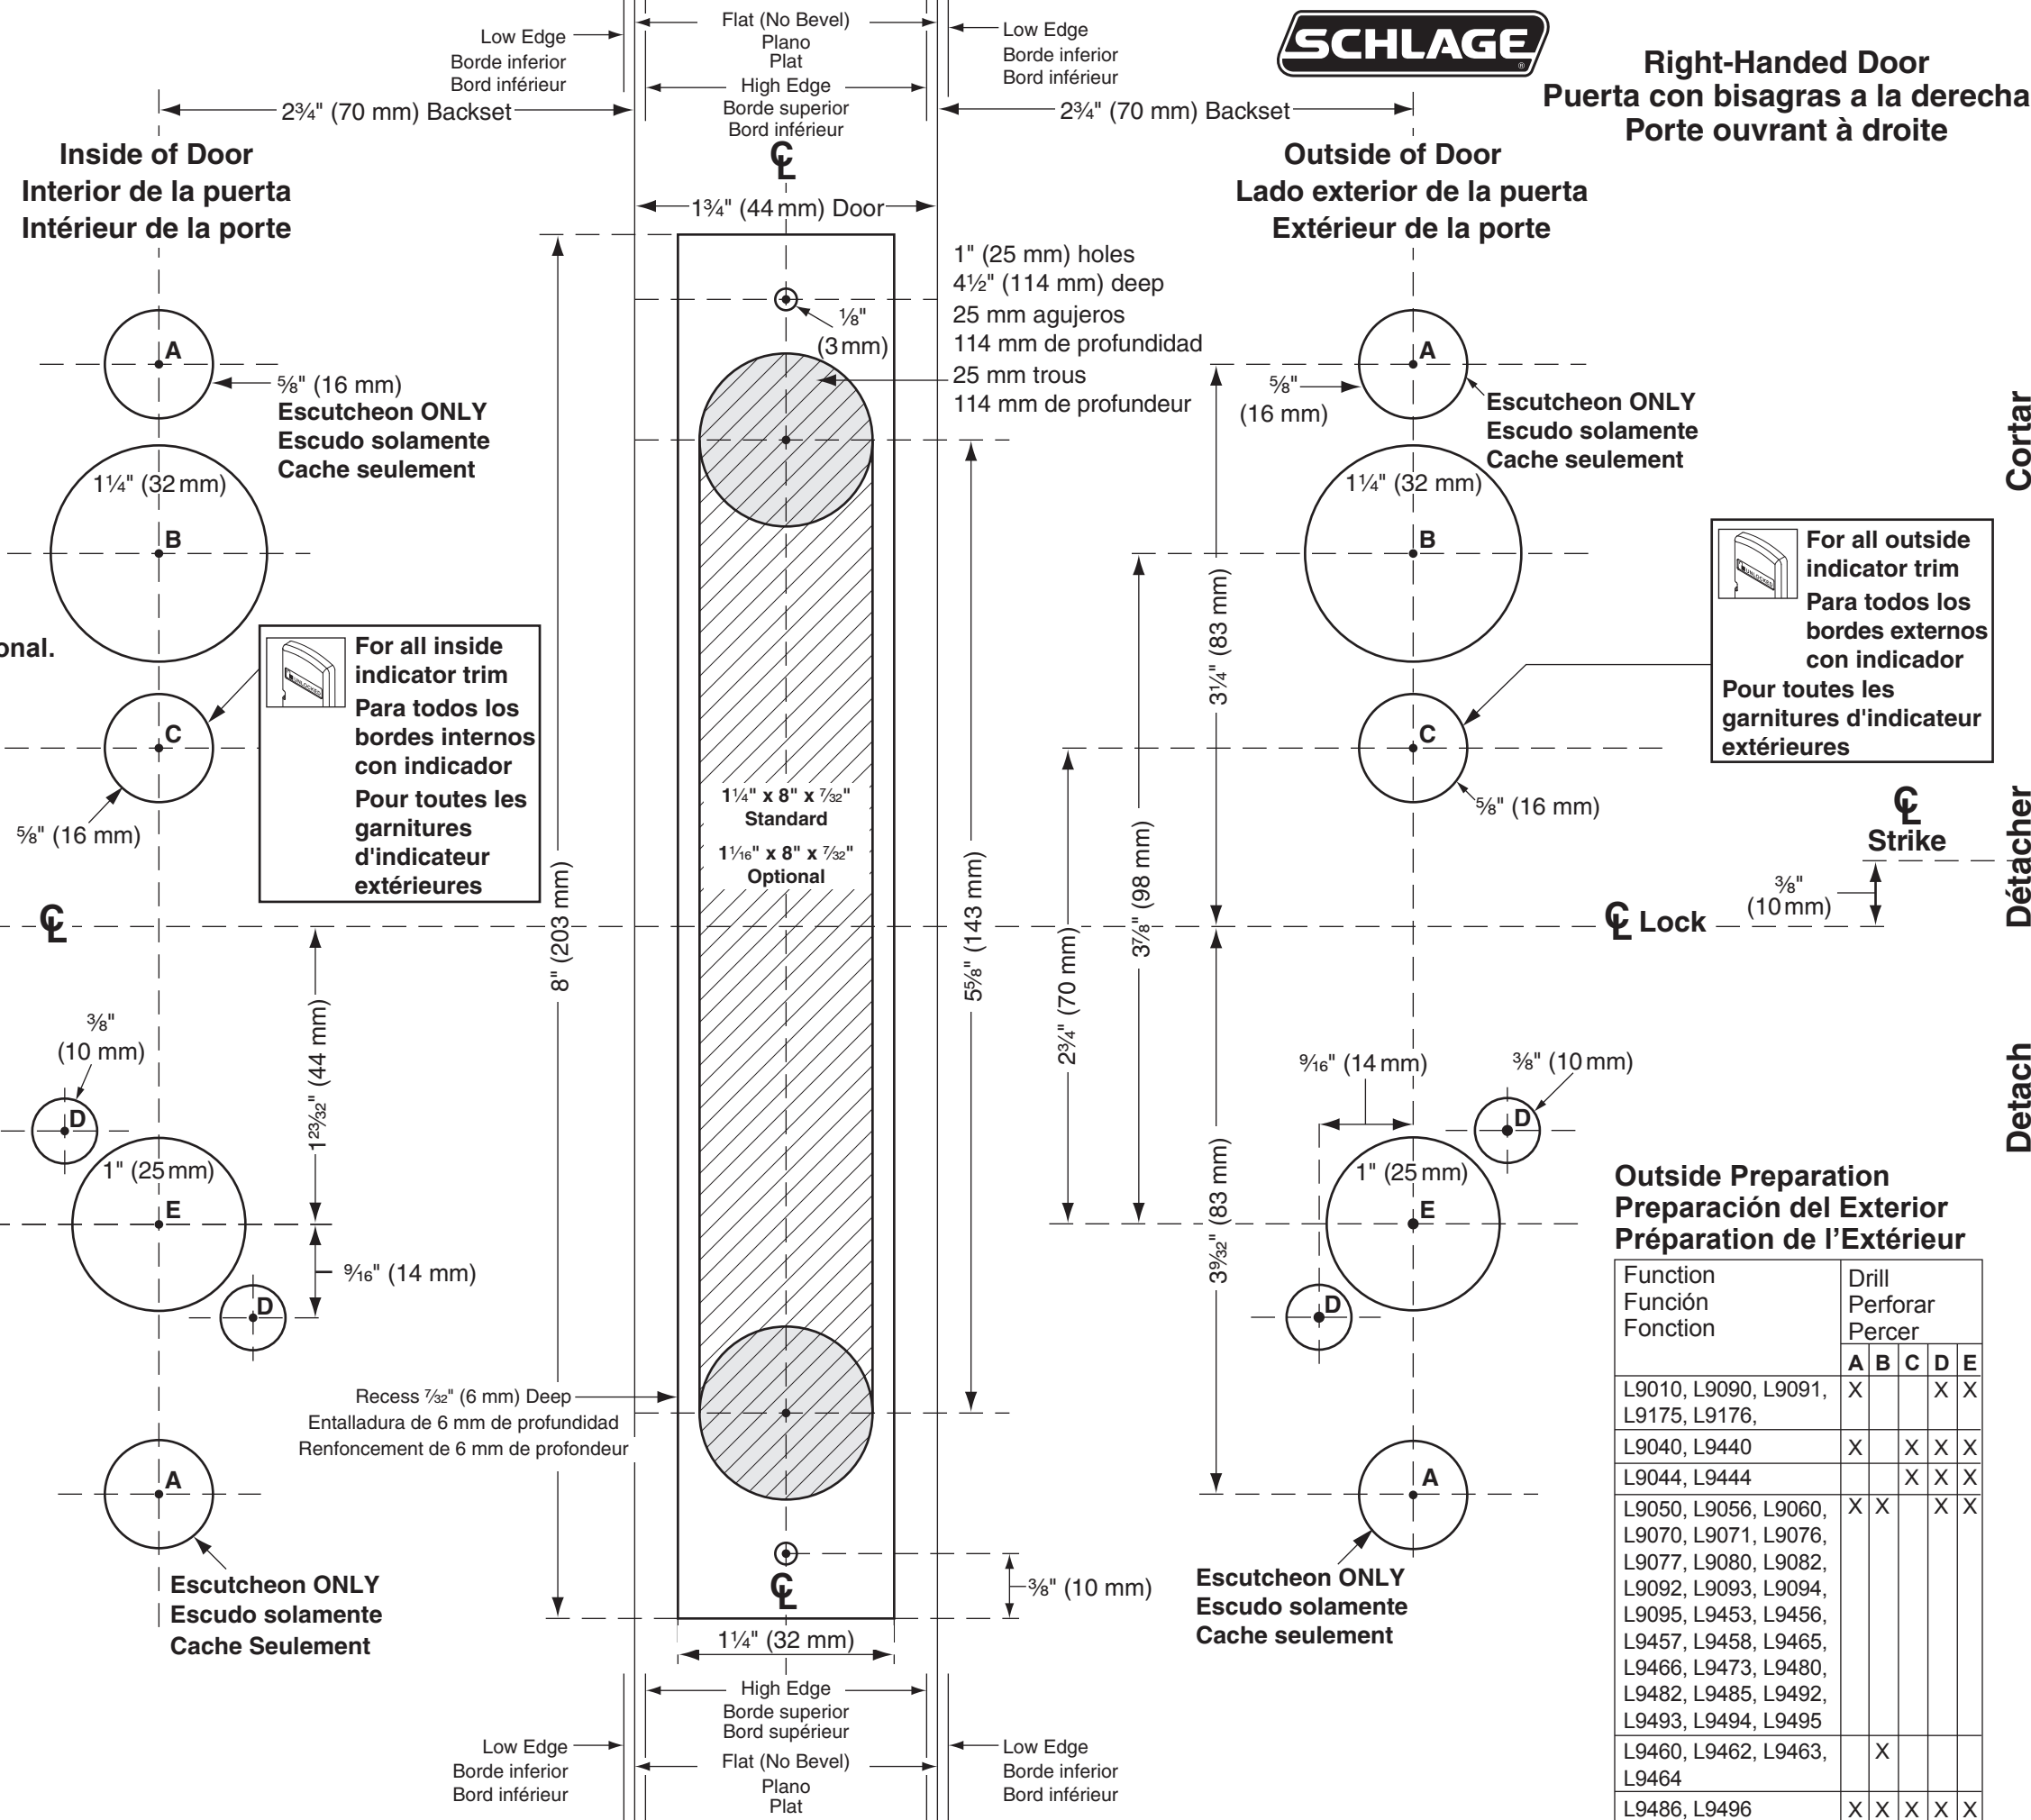 Low Edge
Borde inferior
Bord inférieur
Flat (No Bevel)
Plano
Plat
High Edge
Borde superior
Bord inférieur
Low Edge
Borde inferior
Bord inférieur
SCHLAGE®
Right-Handed Door
Puerta con bisagras a la derecha
Porte ouvrant à droite
2¾" (70 mm) Backset
2¾" (70 mm) Backset
Inside of Door
Interior de la puerta
Intérieur de la porte
℄
1¾" (44 mm) Door
Outside of Door
Lado exterior de la puerta
Extérieur de la porte
A
⅝" (16 mm)
Escutcheon ONLY
Escudo solamente
Cache seulement
1¼" (32 mm)
B
onal.
C
⅝" (16 mm)
UNLOCKED
For all inside
indicator trim
Para todos los
bordes internos
con indicador
Pour toutes les
garnitures
d'indicateur
extérieures
℄
⅜"
(10 mm)
D
1" (25 mm)
E
D
1²³⁄₃₂" (44 mm)
⁹⁄₁₆" (14 mm)
A
Escutcheon ONLY
Escudo solamente
Cache Seulement
8" (203 mm)
⅛"
(3 mm)
1" (25 mm) holes
4½" (114 mm) deep
25 mm agujeros
114 mm de profundidad
25 mm trous
114 mm de profundeur
1¼" x 8" x ⁷⁄₃₂"
Standard
1¹⁄₁₆" x 8" x ⁷⁄₃₂"
Optional
5⅝" (143 mm)
Recess ⁷⁄₃₂" (6 mm) Deep
Entalladura de 6 mm de profundidad
Renfoncement de 6 mm de profondeur
℄
⅜" (10 mm)
1¼" (32 mm)
High Edge
Borde superior
Bord supérieur
Low Edge
Borde inferior
Bord inférieur
Flat (No Bevel)
Plano
Plat
Low Edge
Borde inferior
Bord inférieur
A
⅝"
(16 mm)
Escutcheon ONLY
Escudo solamente
Cache seulement
1¼" (32 mm)
B
UNLOCKED
For all outside
indicator trim
Para todos los
bordes externos
con indicador
Pour toutes les
garnitures d'indicateur
extérieures
C
⅝" (16 mm)
3¼" (83 mm)
3⅞" (98 mm)
2¾" (70 mm)
℄
Strike
⅜"
(10 mm)
℄ Lock
⁹⁄₁₆" (14 mm)
⅜" (10 mm)
D
1" (25 mm)
E
D
3⁹⁄₃₂" (83 mm)
A
Escutcheon ONLY
Escudo solamente
Cache seulement
Cortar
Détacher
Detach
Outside Preparation
Preparación del Exterior
Préparation de l'Extérieur
Function
Función
Fonction
Drill
Perforar
Percer
A B C D E
L9010, L9090, L9091, X X X
L9175, L9176,
L9040, L9440 X X X X
L9044, L9444 X X X
L9050, L9056, L9060, X X X X
L9070, L9071, L9076,
L9077, L9080, L9082,
L9092, L9093, L9094,
L9095, L9453, L9456,
L9457, L9458, L9465,
L9466, L9473, L9480,
L9482, L9485, L9492,
L9493, L9494, L9495
L9460, L9462, L9463, X
L9464
L9486, L9496 X X X X X